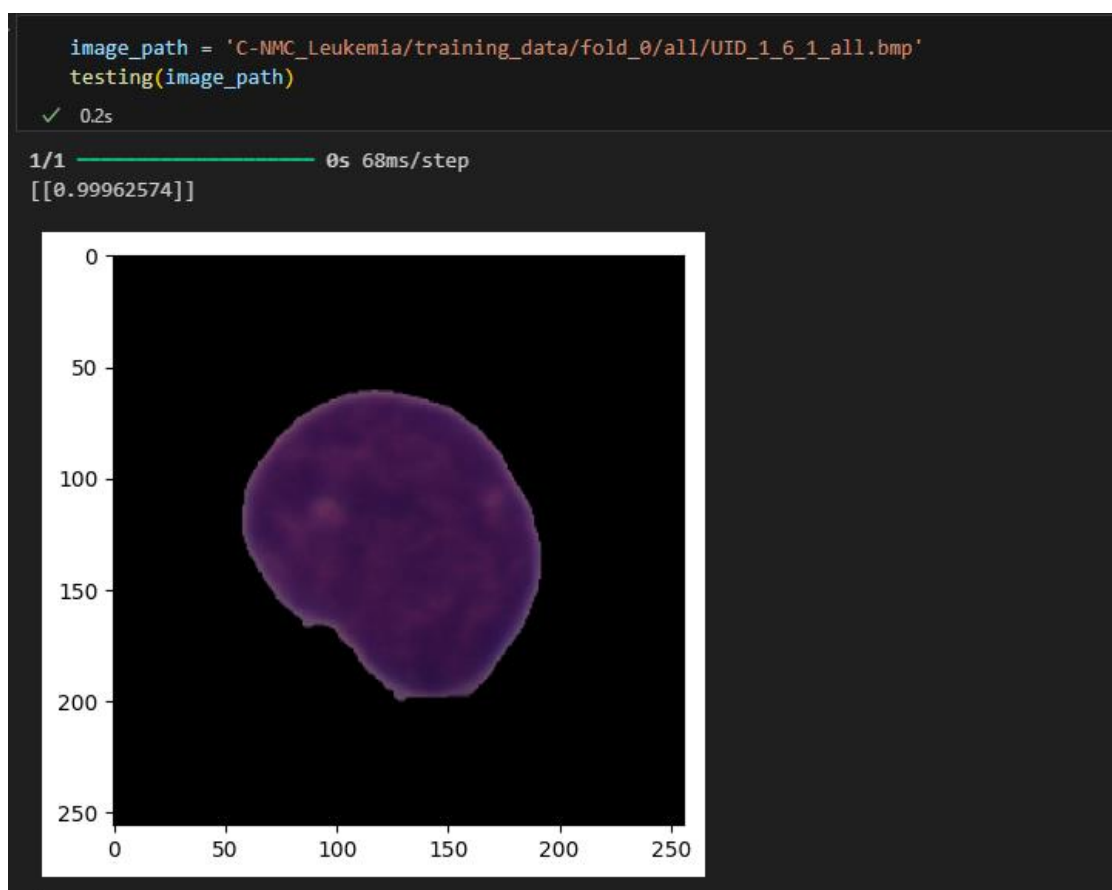 image_path = 'C-NMC_Leukemia/training_data/fold_0/all/UID_1_6_1_all.bmp'
testing(image_path)
✓ 0.2s
1/1 ━━━━━━━━━━━━━━━━━━━━ 0s 68ms/step
[[0.99962574]]
0
50
100
150
200
250
0 50 100 150 200 250